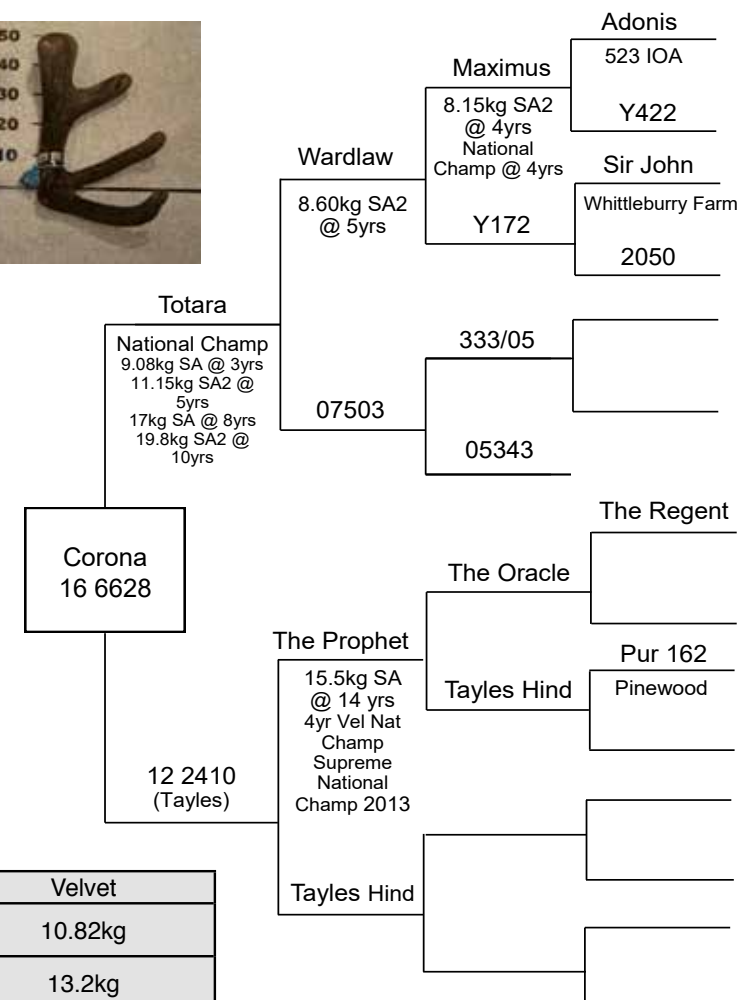 50
40
30
20
10
Adonis
523 IOA
Maximus
8.15kg SA2
@ 4yrs
National
Champ @ 4yrs
Y422
Wardlaw
8.60kg SA2
@ 5yrs
Sir John
Whittleburry Farm
Y172
2050
Totara
National Champ
9.08kg SA @ 3yrs
11.15kg SA2 @
5yrs
17kg SA @ 8yrs
19.8kg SA2 @
10yrs
333/05
07503
05343
Corona
16 6628
The Regent
The Oracle
The Prophet
15.5kg SA
@ 14 yrs
4yr Vel Nat
Champ
Supreme
National
Champ 2013
Pur 162
Pinewood
Tayles Hind
12 2410
(Tayles)
Tayles Hind
Velvet
10.82kg
13.2kg